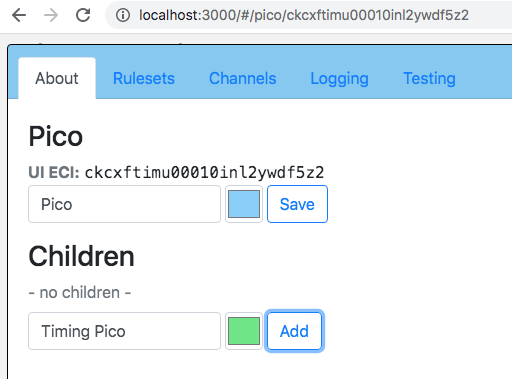 localhost:3000/#/pico/ckcxftimu00010inl2ywdf5z2
About Rulesets Channels Logging Testing
Pico
UI ECI: ckcxftimu00010inl2ywdf5z2
Pico Save
Children
- no children -
Timing Pico Add